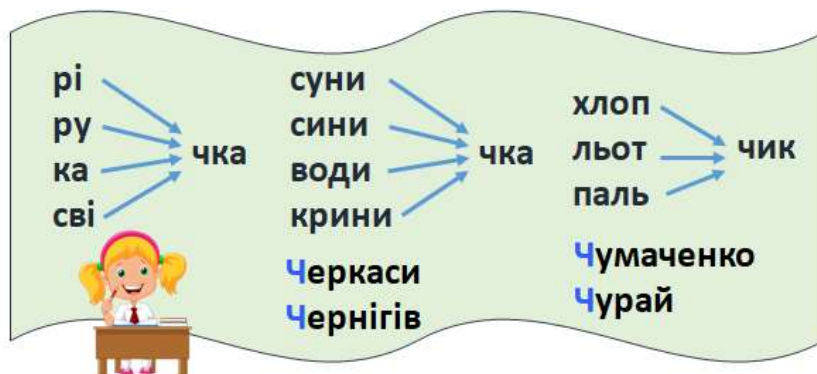 рі
ру
ка
сві
чка
суни
сини
води
крини
чка
Черкаси
Чернігів
хлоп
льот
паль
чик
Чумаченко
Чурай